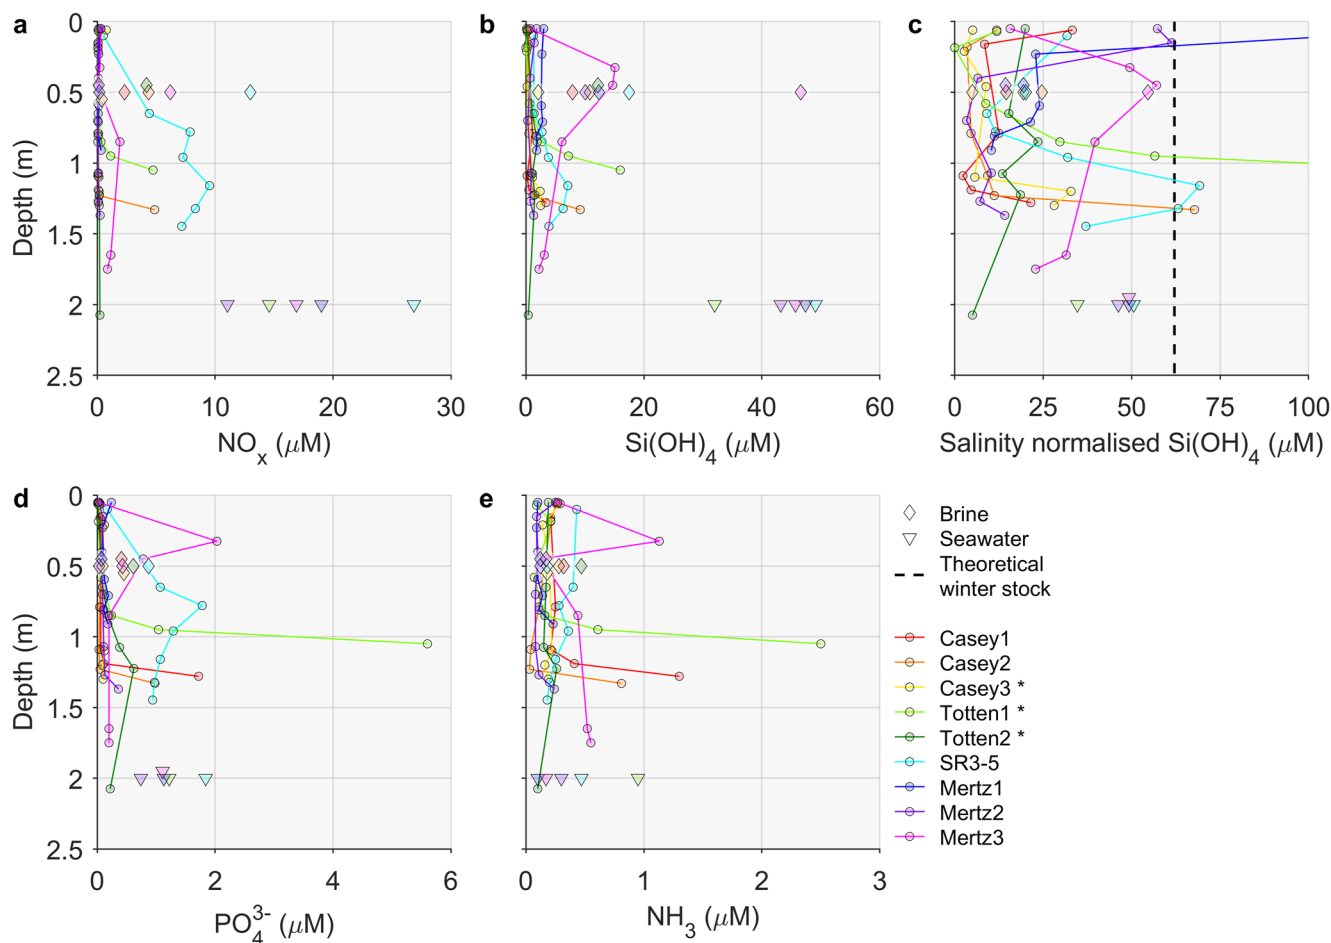 a
b
c
0
0.5
1
1.5
2
2.5
Depth (m)
0 10 20 30
0 20 40 60
0 25 50 75 100
NOₓ (μM)
Si(OH)₄ (μM)
Salinity normalised Si(OH)₄ (μM)
d
e
0
0.5
1
1.5
2
2.5
Depth (m)
0 2 4 6
0 1 2 3
PO₄³⁻ (μM)
NH₃ (μM)
Brine
Seawater
Theoretical
winter stock
Casey1
Casey2
Casey3 *
Totten1 *
Totten2 *
SR3-5
Mertz1
Mertz2
Mertz3